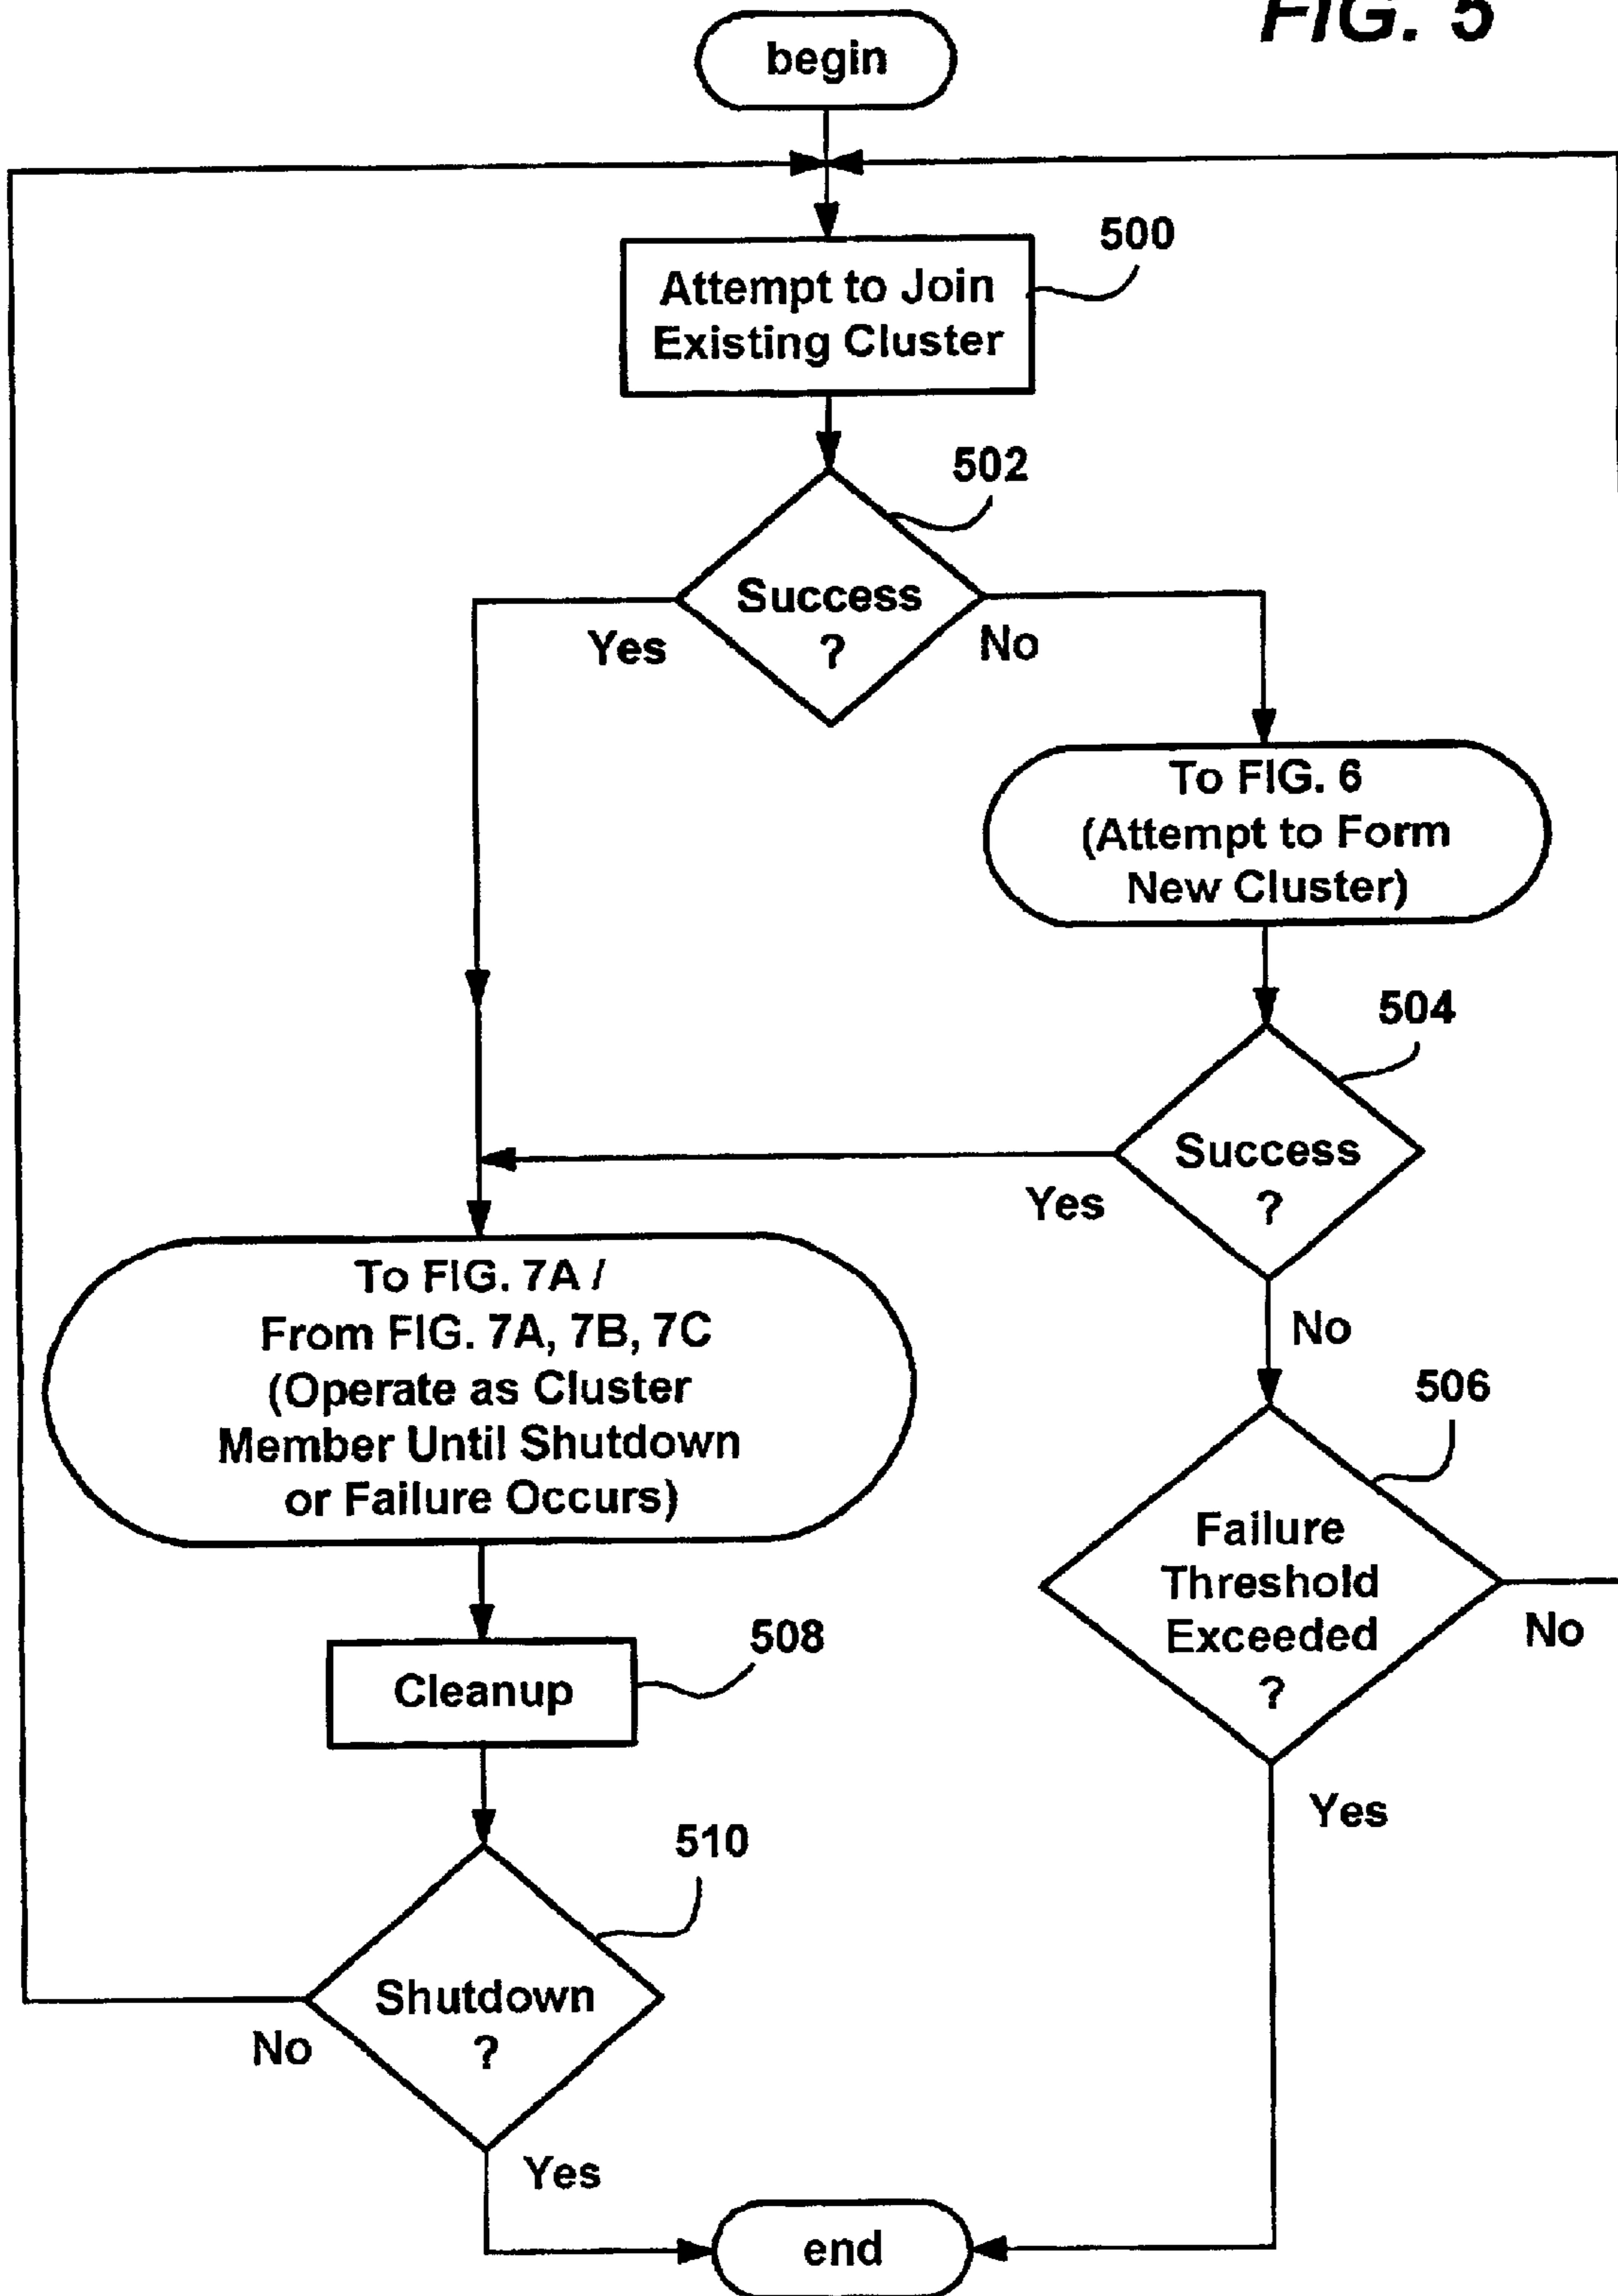 FIG. 5
begin
500
Attempt to Join
Existing Cluster
502
Success
?
Yes
No
To FIG. 6
(Attempt to Form
New Cluster)
504
Success
?
Yes
No
To FIG. 7A /
From FIG. 7A, 7B, 7C
(Operate as Cluster
Member Until Shutdown
or Failure Occurs)
506
Failure
Threshold
Exceeded
?
No
Yes
508
Cleanup
510
Shutdown
?
No
Yes
end